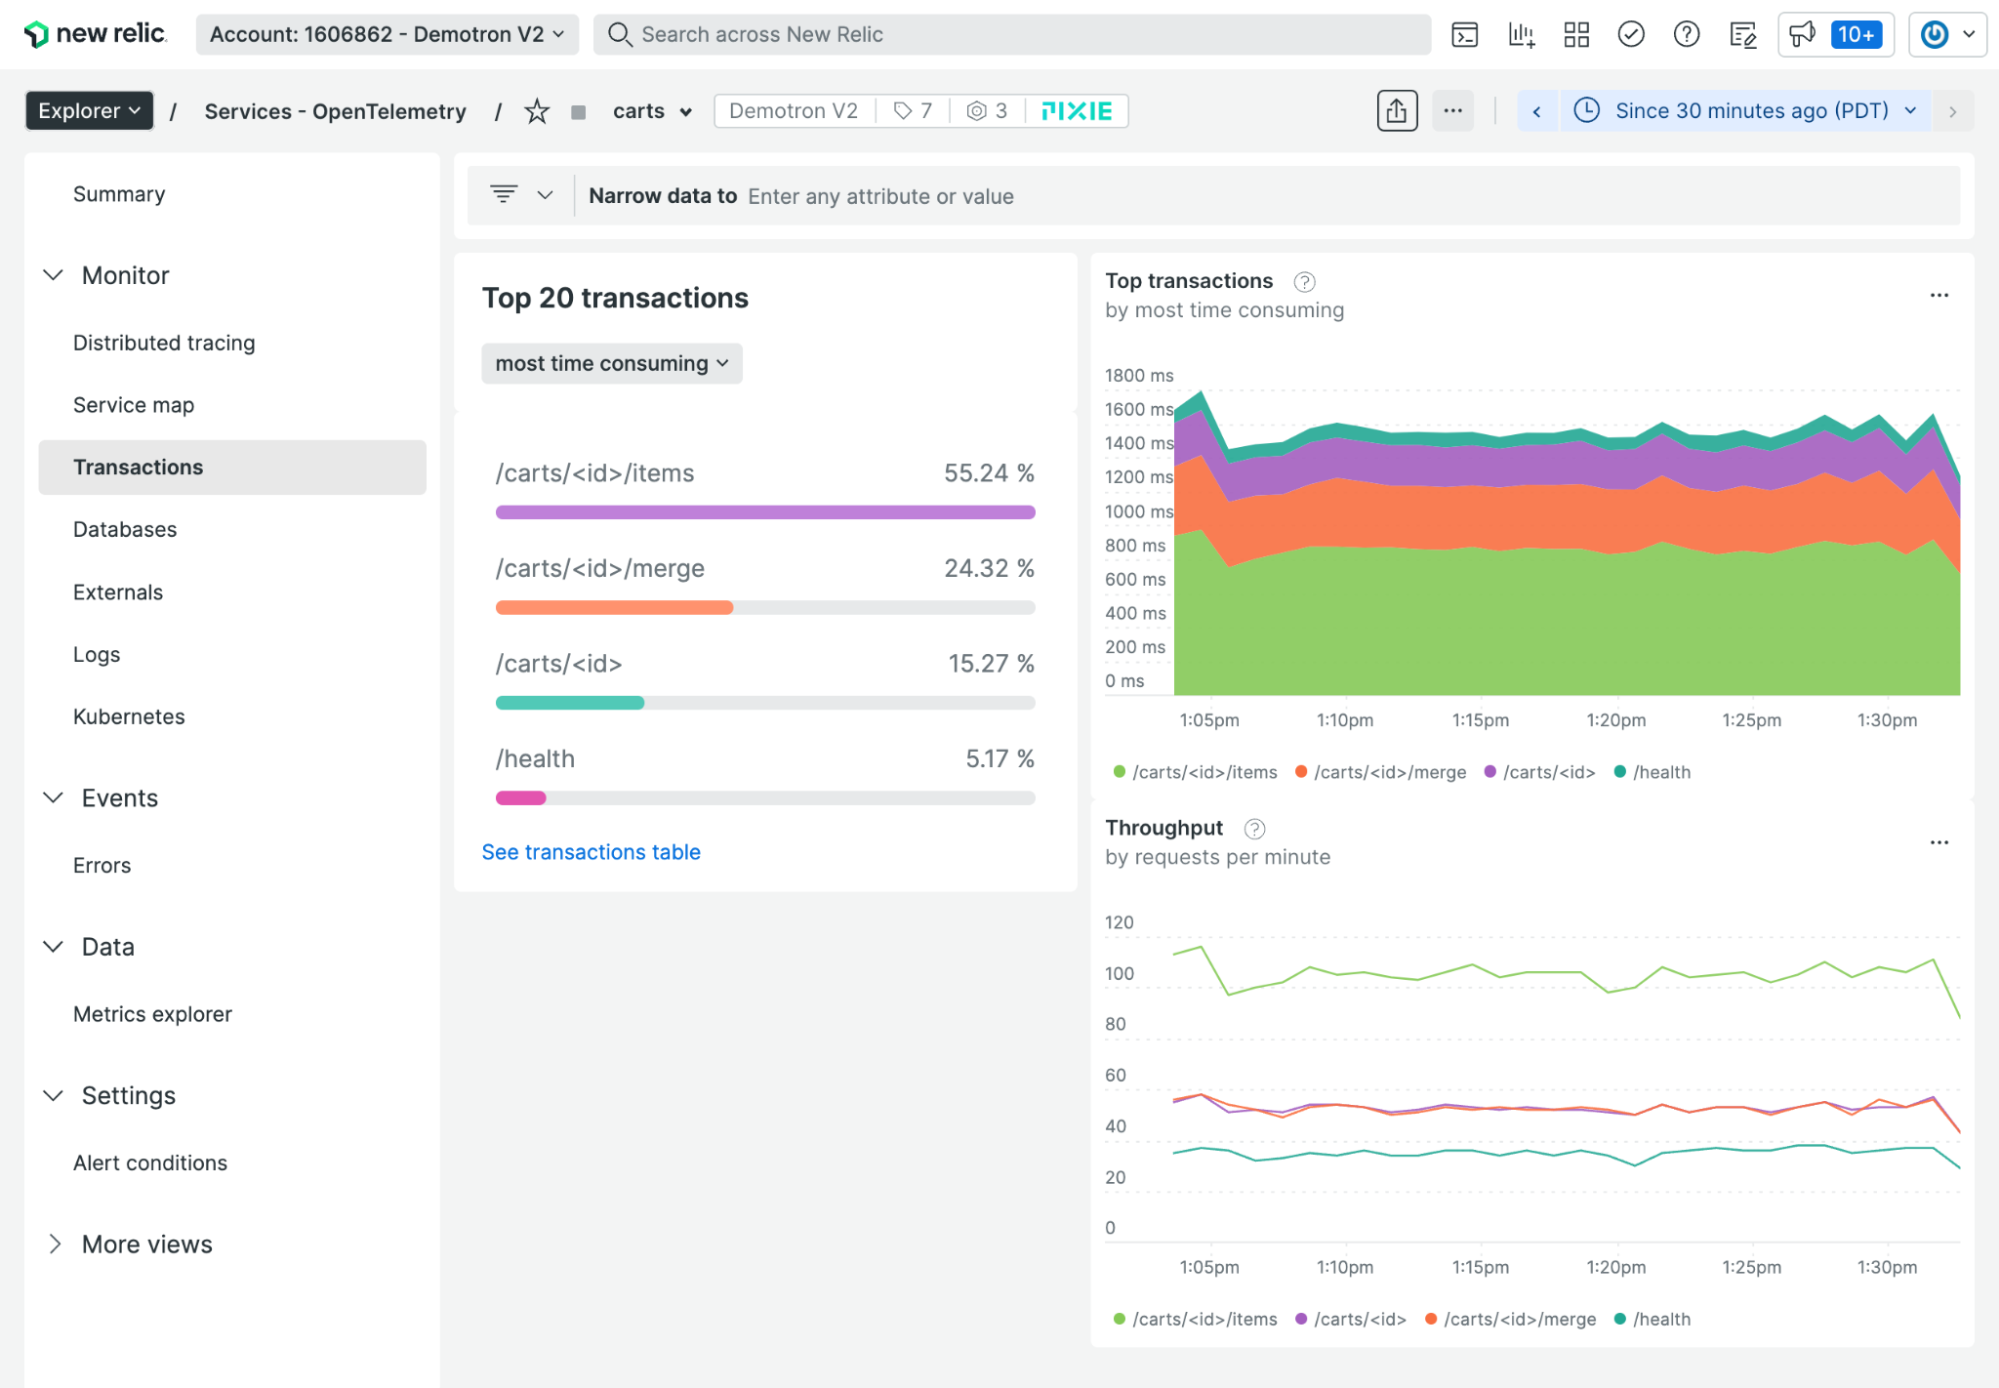 new relic
Account: 1606862 - Demotron V2
Search across New Relic
10+
Explorer / Services - OpenTelemetry / carts
Demotron V2 7 3 PIXIE
Since 30 minutes ago (PDT)
Summary
Monitor
Distributed tracing
Service map
Transactions
Databases
Externals
Logs
Kubernetes
Events
Errors
Data
Metrics explorer
Settings
Alert conditions
More views
Narrow data to Enter any attribute or value
Top 20 transactions
most time consuming
/carts/<id>/items 55.24 %
/carts/<id>/merge 24.32 %
/carts/<id> 15.27 %
/health 5.17 %
See transactions table
Top transactions ?
by most time consuming
1800 ms
1600 ms
1400 ms
1200 ms
1000 ms
800 ms
600 ms
400 ms
200 ms
0 ms
1:05pm 1:10pm 1:15pm 1:20pm 1:25pm 1:30pm
/carts/<id>/items /carts/<id>/merge /carts/<id> /health
Throughput ?
by requests per minute
120
100
80
60
40
20
0
1:05pm 1:10pm 1:15pm 1:20pm 1:25pm 1:30pm
/carts/<id>/items /carts/<id> /carts/<id>/merge /health